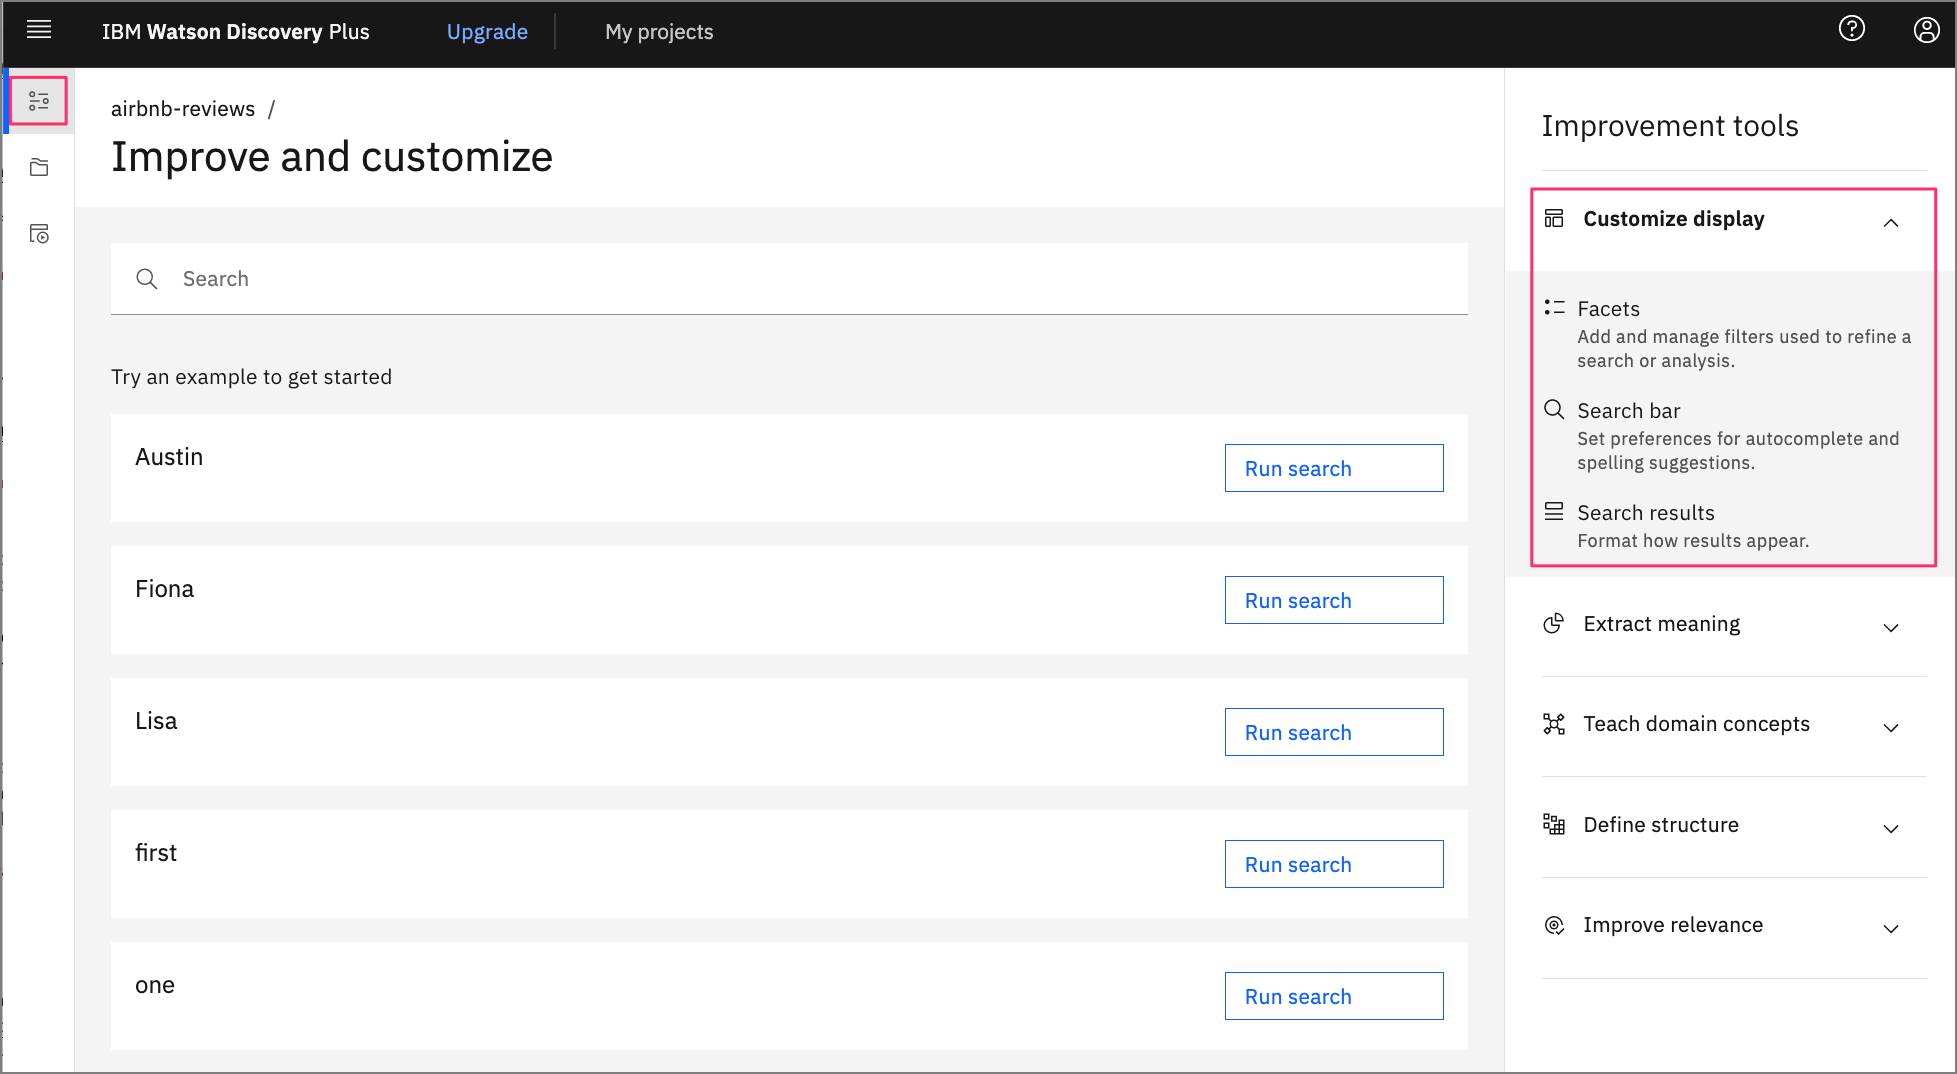 IBM Watson Discovery Plus
Upgrade
My projects
airbnb-reviews /
Improve and customize
Search
Try an example to get started
Austin
Run search
Fiona
Run search
Lisa
Run search
first
Run search
one
Run search
Improvement tools
Customize display
Facets
Add and manage filters used to refine a
search or analysis.
Search bar
Set preferences for autocomplete and
spelling suggestions.
Search results
Format how results appear.
Extract meaning
Teach domain concepts
Define structure
Improve relevance